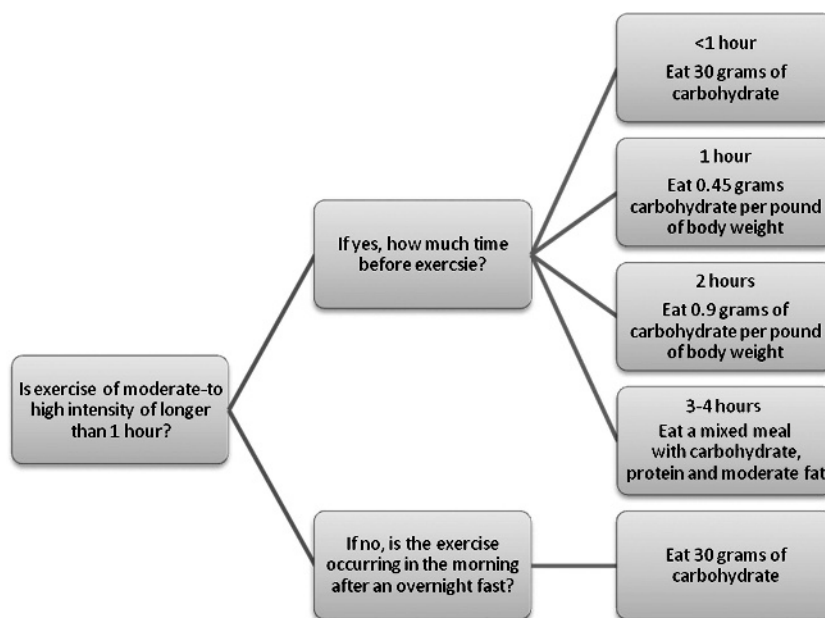 Is exercise of moderate-to
high intensity of longer
than 1 hour?
If yes, how much time
before exercsie?
<1 hour
Eat 30 grams of
carbohydrate
1 hour
Eat 0.45 grams
carbohydrate per pound
of body weight
2 hours
Eat 0.9 grams of
carbohydrate per pound
of body weight
3-4 hours
Eat a mixed meal
with carbohydrate,
protein and moderate fat
If no, is the exercise
occurring in the morning
after an overnight fast?
Eat 30 grams of
carbohydrate